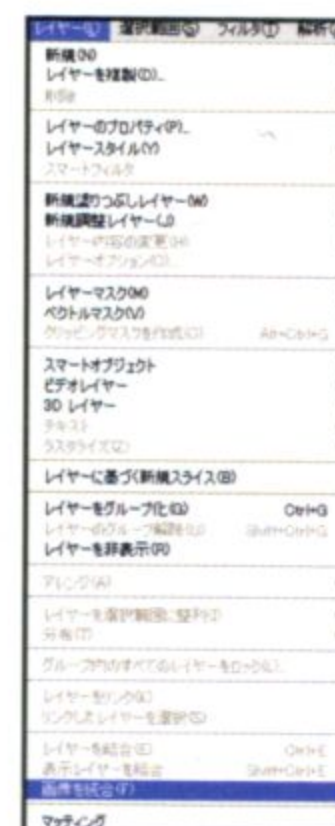 レイヤー(L) 選択範囲(S) フィルタ(T) 解析(
新規(N)
レイヤーを複製(D)...
削除
レイヤーのプロパティ(P)...
レイヤースタイル(Y)
スマートフィルタ
新規塗りつぶしレイヤー(W)
新規調整レイヤー(J)
レイヤー内容の変更(H)
レイヤーオプション(O)...
レイヤーマスク(M)
ベクトルマスク(V)
クリッピングマスクを作成(C) Alt+Ctrl+G
スマートオブジェクト
ビデオレイヤー
3D レイヤー
テキスト
ラスタライズ(Z)
レイヤーに基づく新規スライス(B)
レイヤーをグループ化(G) Ctrl+G
レイヤーのグループ解除(U) Shift+Ctrl+G
レイヤーを非表示(R)
アレンジ(A)
レイヤーを選択範囲に整列(I)
分布(T)
グループ内のすべてのレイヤーをロック(L)...
レイヤーをリンク(K)
リンクしたレイヤーを選択(S)
レイヤーを結合(E) Ctrl+E
表示レイヤーを結合 Shift+Ctrl+E
画像を統合(F)
マッティング